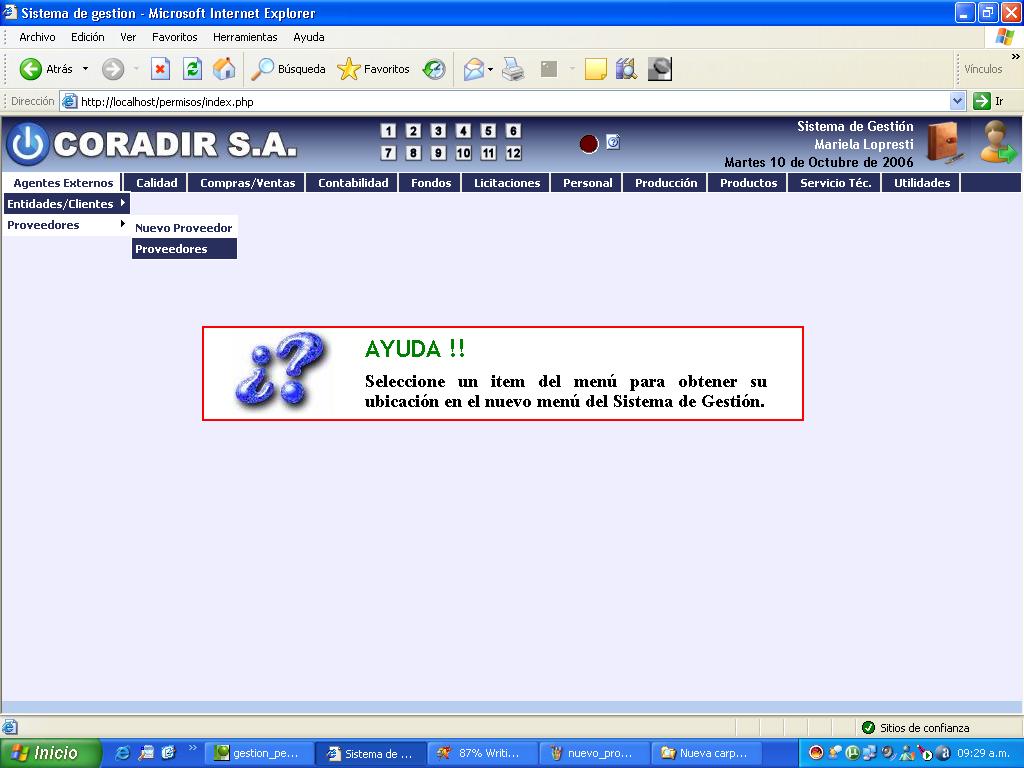 Sistema de gestion - Microsoft Internet Explorer
Archivo Edición Ver Favoritos Herramientas Ayuda
Atrás Búsqueda Favoritos Vínculos
Dirección http://localhost/permisos/index.php Ir
CORADIR S.A.
1 2 3 4 5 6
7 8 9 10 11 12
Sistema de Gestión
Mariela Lopresti
Martes 10 de Octubre de 2006
Agentes Externos Calidad Compras/Ventas Contabilidad Fondos Licitaciones Personal Producción Productos Servicio Téc. Utilidades
Entidades/Clientes
Proveedores
Nuevo Proveedor
Proveedores
¿?
AYUDA !!
Seleccione un item del menú para obtener su
ubicación en el nuevo menú del Sistema de Gestión.
Sitios de confianza
Inicio gestion_pe... Sistema de ... 87% Writi... nuevo_pro... Nueva carp... 09:29 a.m.